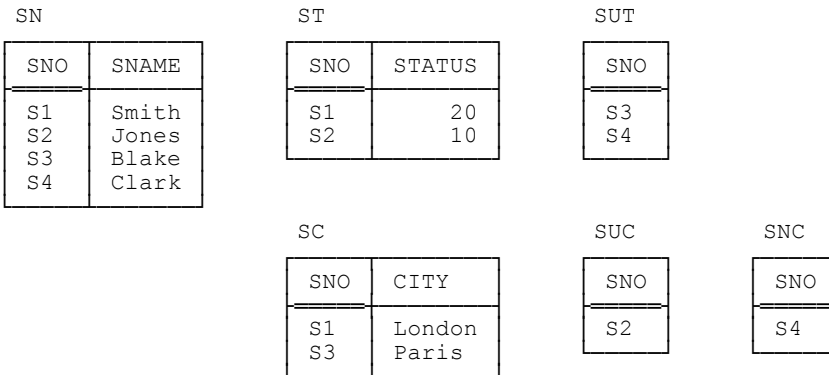 SN ST SUT
SNO SNAME SNO STATUS SNO
S1 Smith S1 20 S3
S2 Jones S2 10 S4
S3 Blake
S4 Clark
SC SUC SNC
SNO CITY SNO SNO
S1 London S2 S4
S3 Paris